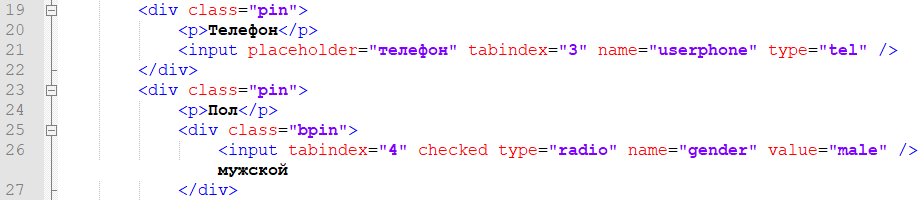 19 <div class="pin">
20 <p>Телефон</p>
21 <input placeholder="телефон" tabindex="3" name="userphone" type="tel" />
22 </div>
23 <div class="pin">
24 <p>Пол</p>
25 <div class="bpin">
26 <input tabindex="4" checked type="radio" name="gender" value="male" />
мужской
27 </div>